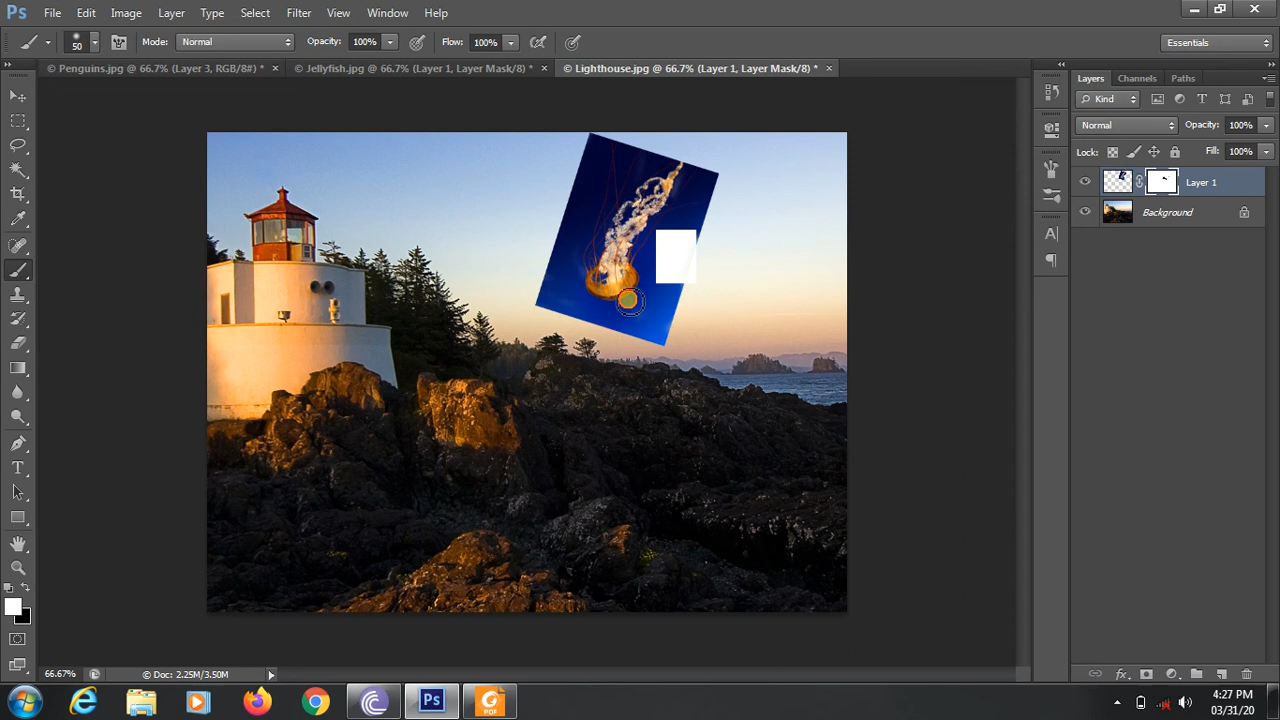 Ps File Edit Image Layer Type Select Filter View Window Help
50 Mode: Normal Opacity: 100% Flow: 100% Essentials
© Penguins.jpg @ 66.7% (Layer 3, RGB/8#) * × © Jellyfish.jpg @ 66.7% (Layer 1, Layer Mask/8) * × © Lighthouse.jpg @ 66.7% (Layer 1, Layer Mask/8) * ×
Layers Channels Paths
Kind T
Normal Opacity: 100%
Lock: Fill: 100%
Layer 1
Background
A
T
66.67% © Doc: 2.25M/3.50M fx
Ps PDF 4:27 PM
03/31/20